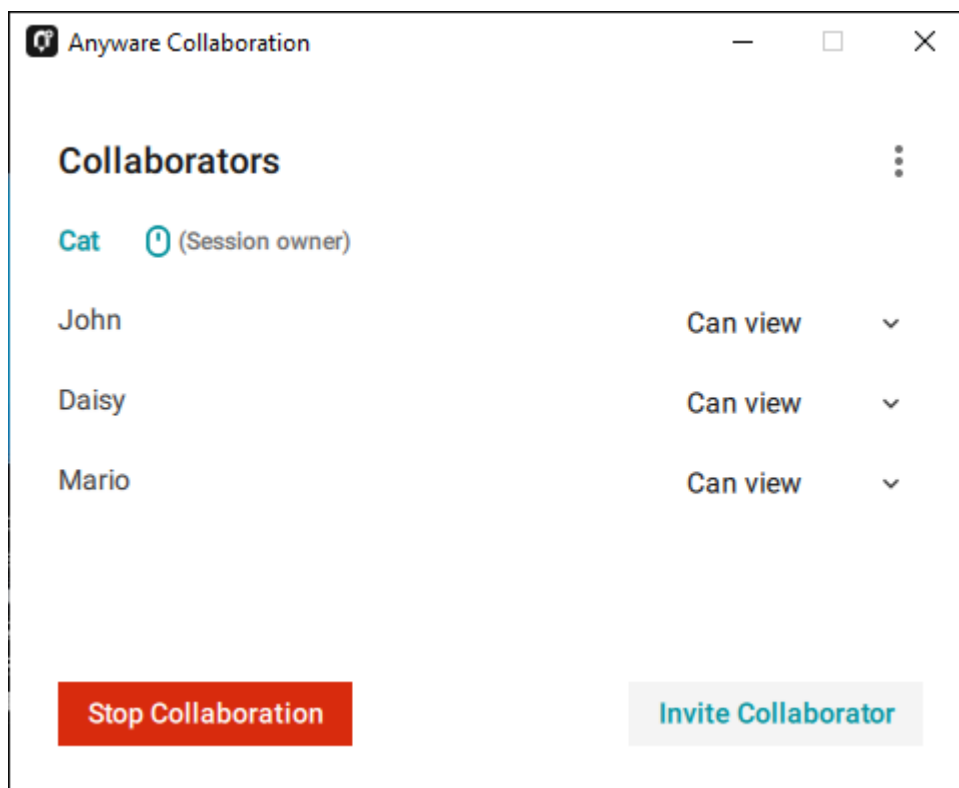 Anyware Collaboration
Collaborators
Cat (Session owner)
John Can view
Daisy Can view
Mario Can view
Stop Collaboration Invite Collaborator